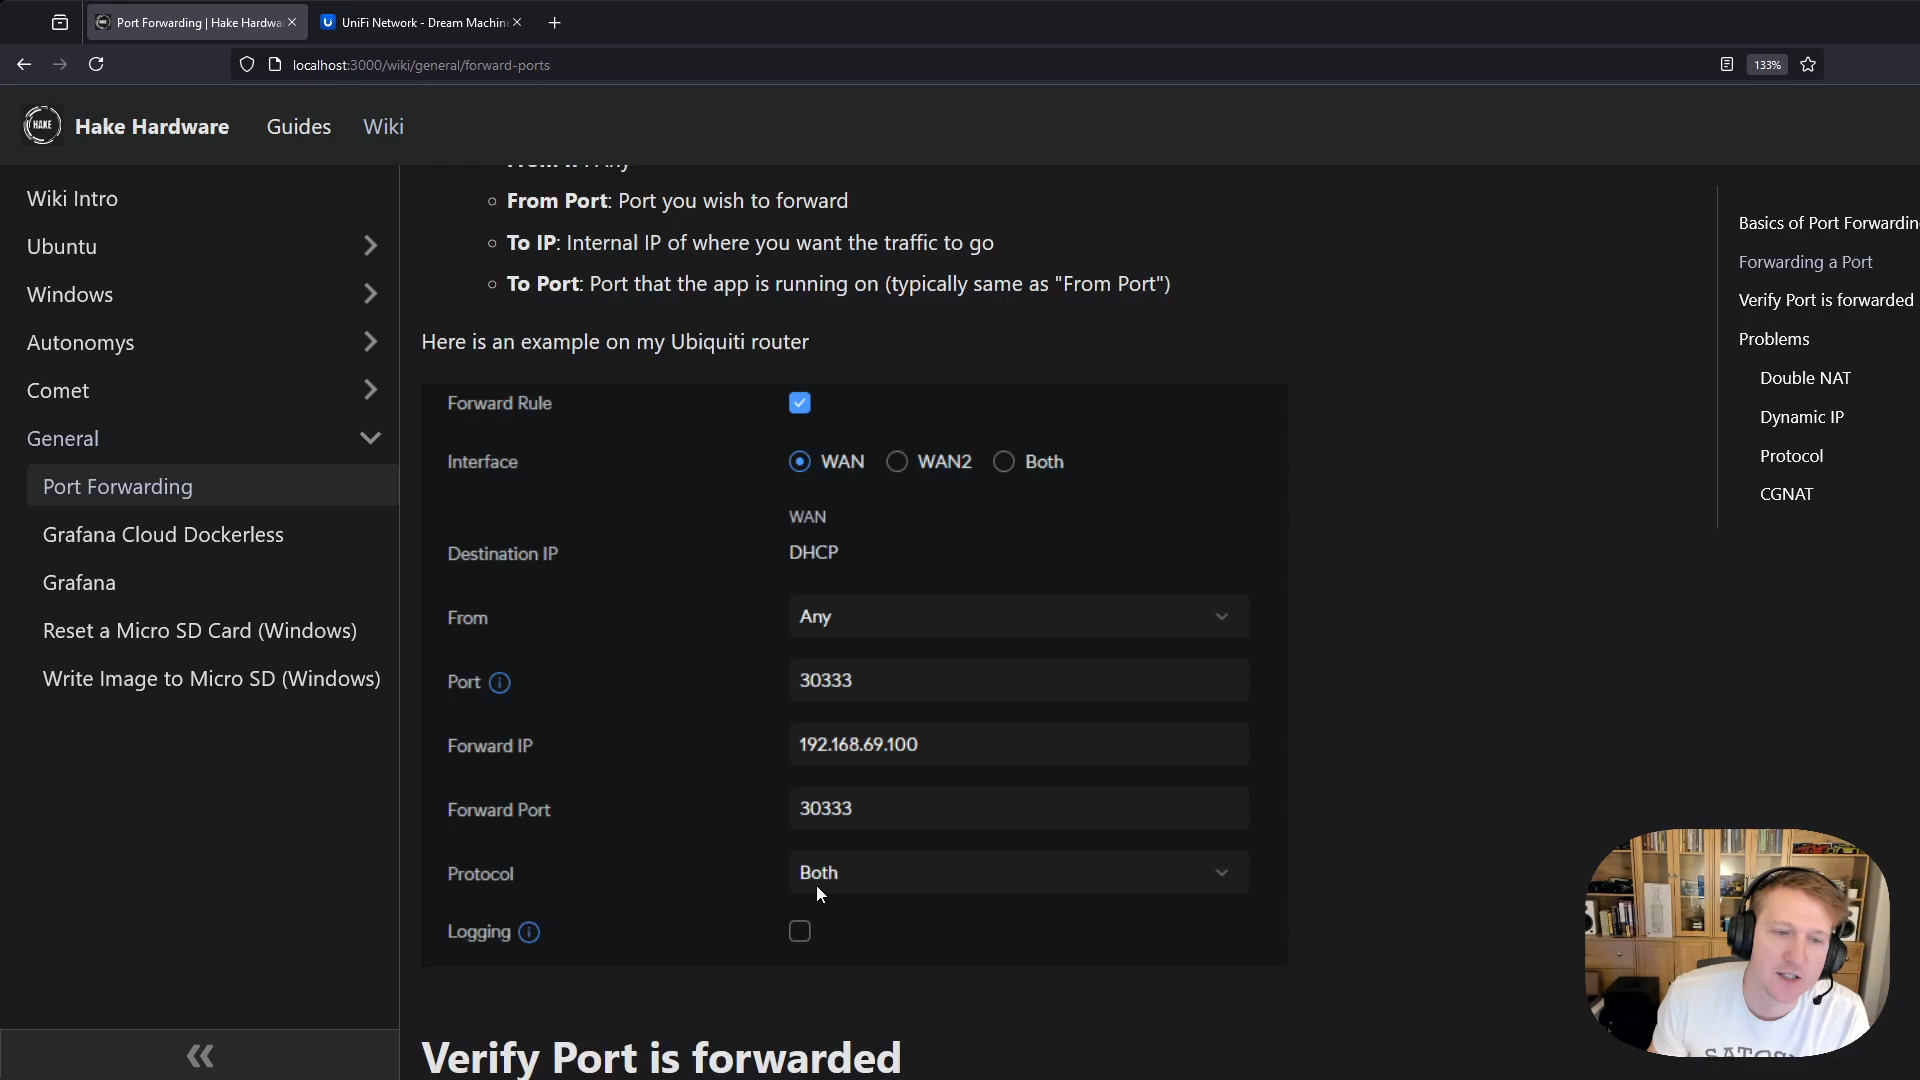 Port Forwarding | Hake Hardwa
UniFi Network - Dream Machin
localhost:3000/wiki/general/forward-ports
133%
HAKE
Hake Hardware
Guides
Wiki
Wiki Intro
Ubuntu
Windows
Autonomys
Comet
General
Port Forwarding
Grafana Cloud Dockerless
Grafana
Reset a Micro SD Card (Windows)
Write Image to Micro SD (Windows)
From Port: Port you wish to forward
To IP: Internal IP of where you want the traffic to go
To Port: Port that the app is running on (typically same as "From Port")
Here is an example on my Ubiquiti router
Forward Rule
Interface
WAN
WAN2
Both
WAN
Destination IP
DHCP
From
Any
Port
30333
Forward IP
192.168.69.100
Forward Port
30333
Protocol
Both
Logging
Verify Port is forwarded
Basics of Port Forwardin
Forwarding a Port
Verify Port is forwarded
Problems
Double NAT
Dynamic IP
Protocol
CGNAT